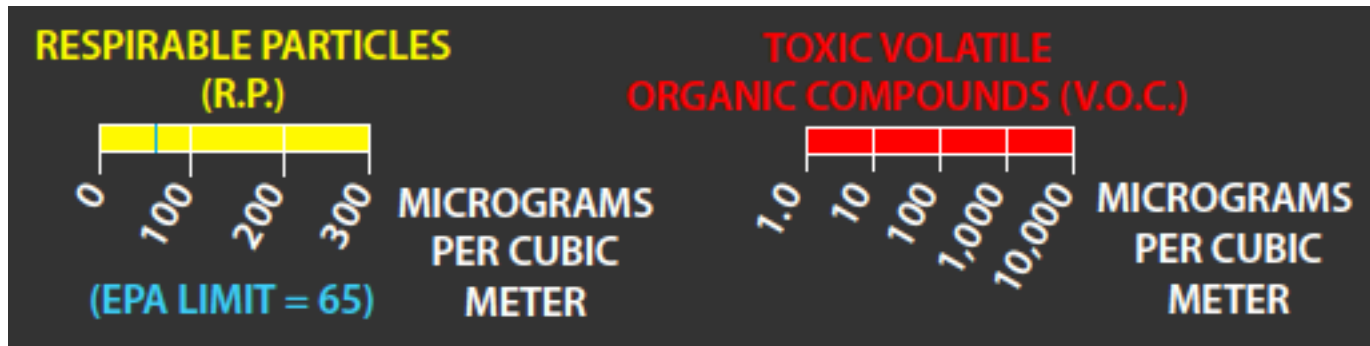 RESPIRABLE PARTICLES
(R.P.)
0
100
200
300
MICROGRAMS
PER CUBIC
METER
(EPA LIMIT = 65)
TOXIC VOLATILE
ORGANIC COMPOUNDS (V.O.C.)
1.0
10
100
1,000
10,000
MICROGRAMS
PER CUBIC
METER